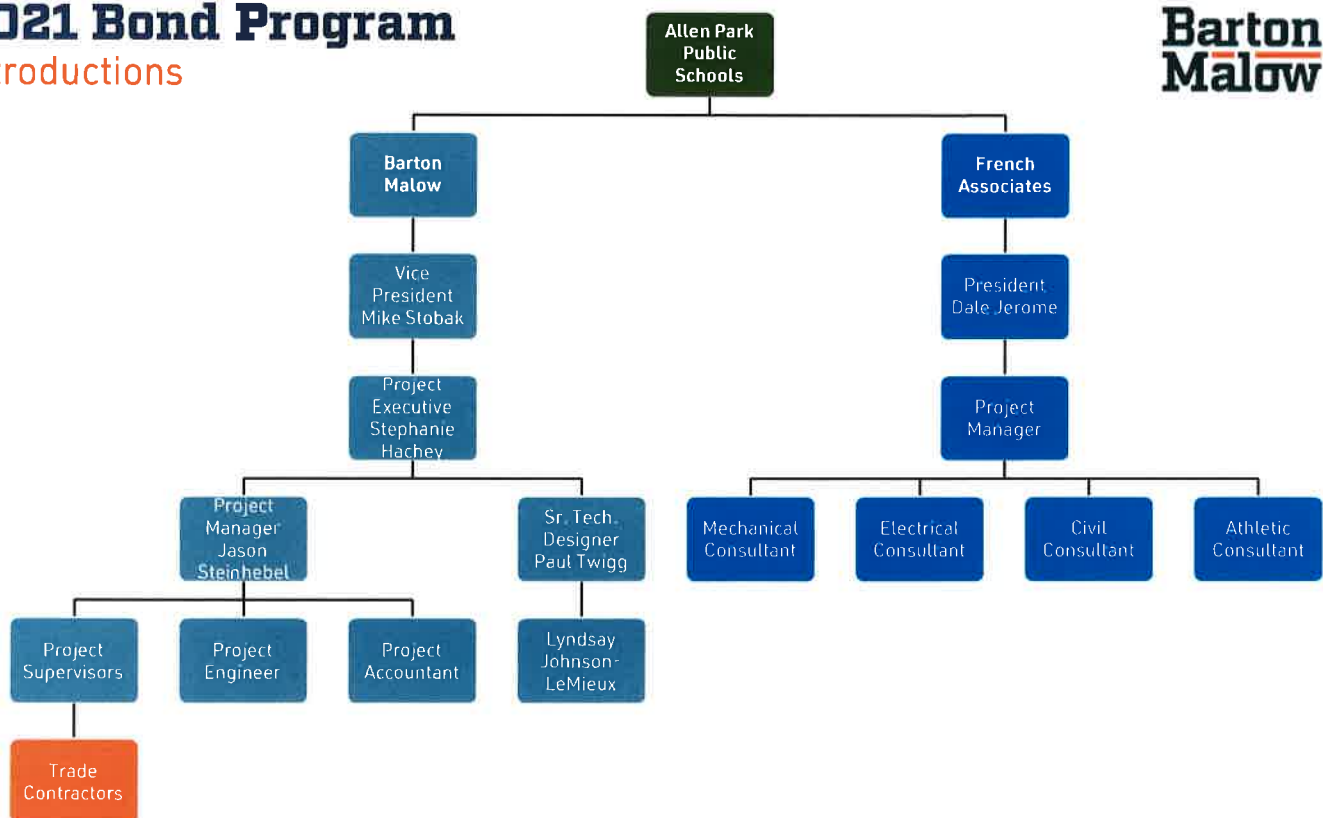 021 Bond Program
troductions
Barton
Malow
Allen Park
Public
Schools
Barton
Malow
French
Associates
Vice
President
Mike Stobak
President
Dale Jerome
Project
Executive
Stephanie
Hachey
Project
Manager
Project
Manager
Jason
Steinhebel
Sr. Tech.
Designer
Paul Twigg
Mechanical
Consultant
Electrical
Consultant
Civil
Consultant
Athletic
Consultant
Project
Supervisors
Project
Engineer
Project
Accountant
Lyndsay
Johnson-
LeMieux
Trade
Contractors